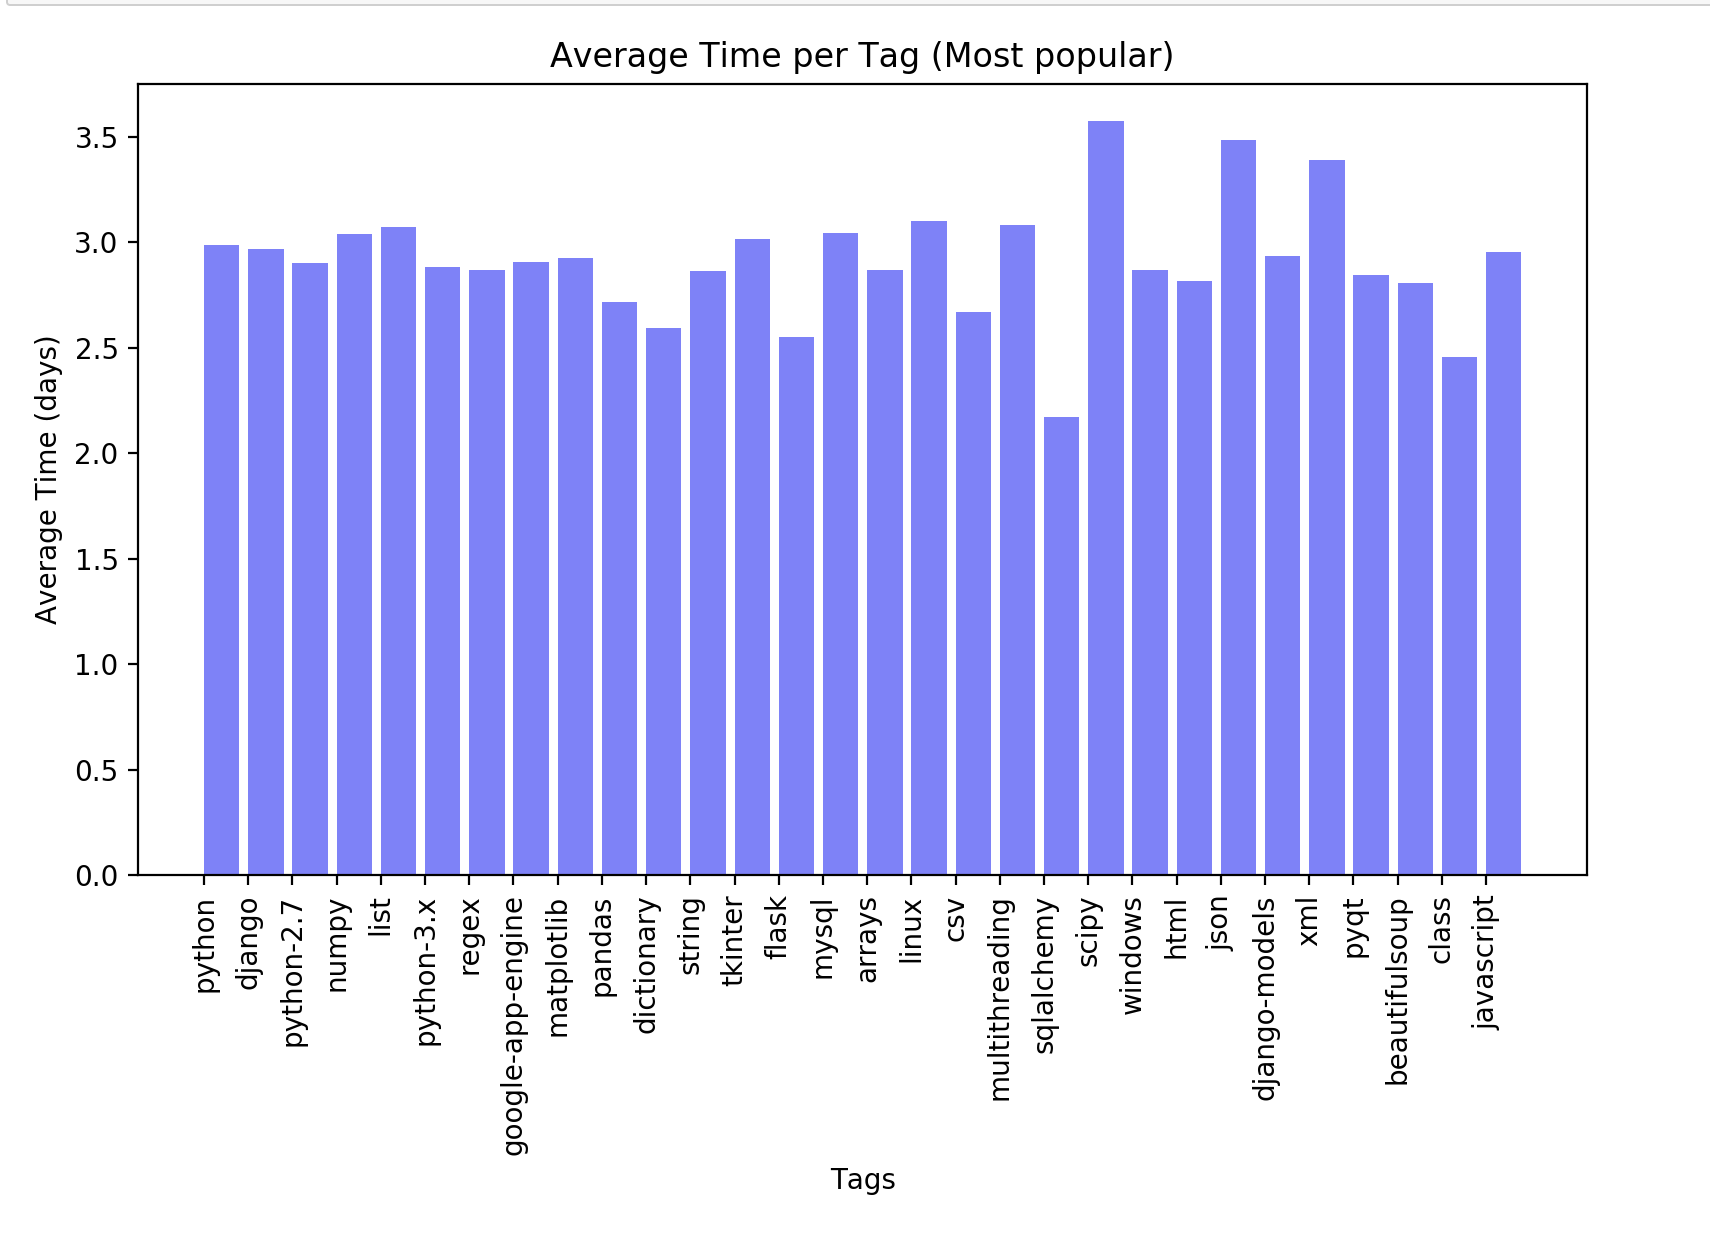 Average Time per Tag (Most popular)
3.5
3.0
2.5
2.0
1.5
1.0
0.5
0.0
Average Time (days)
python
django
python-2.7
numpy
list
python-3.x
regex
google-app-engine
matplotlib
pandas
dictionary
string
tkinter
flask
mysql
arrays
linux
csv
multithreading
sqlalchemy
scipy
windows
html
json
django-models
xml
pyqt
beautifulsoup
class
javascript
Tags